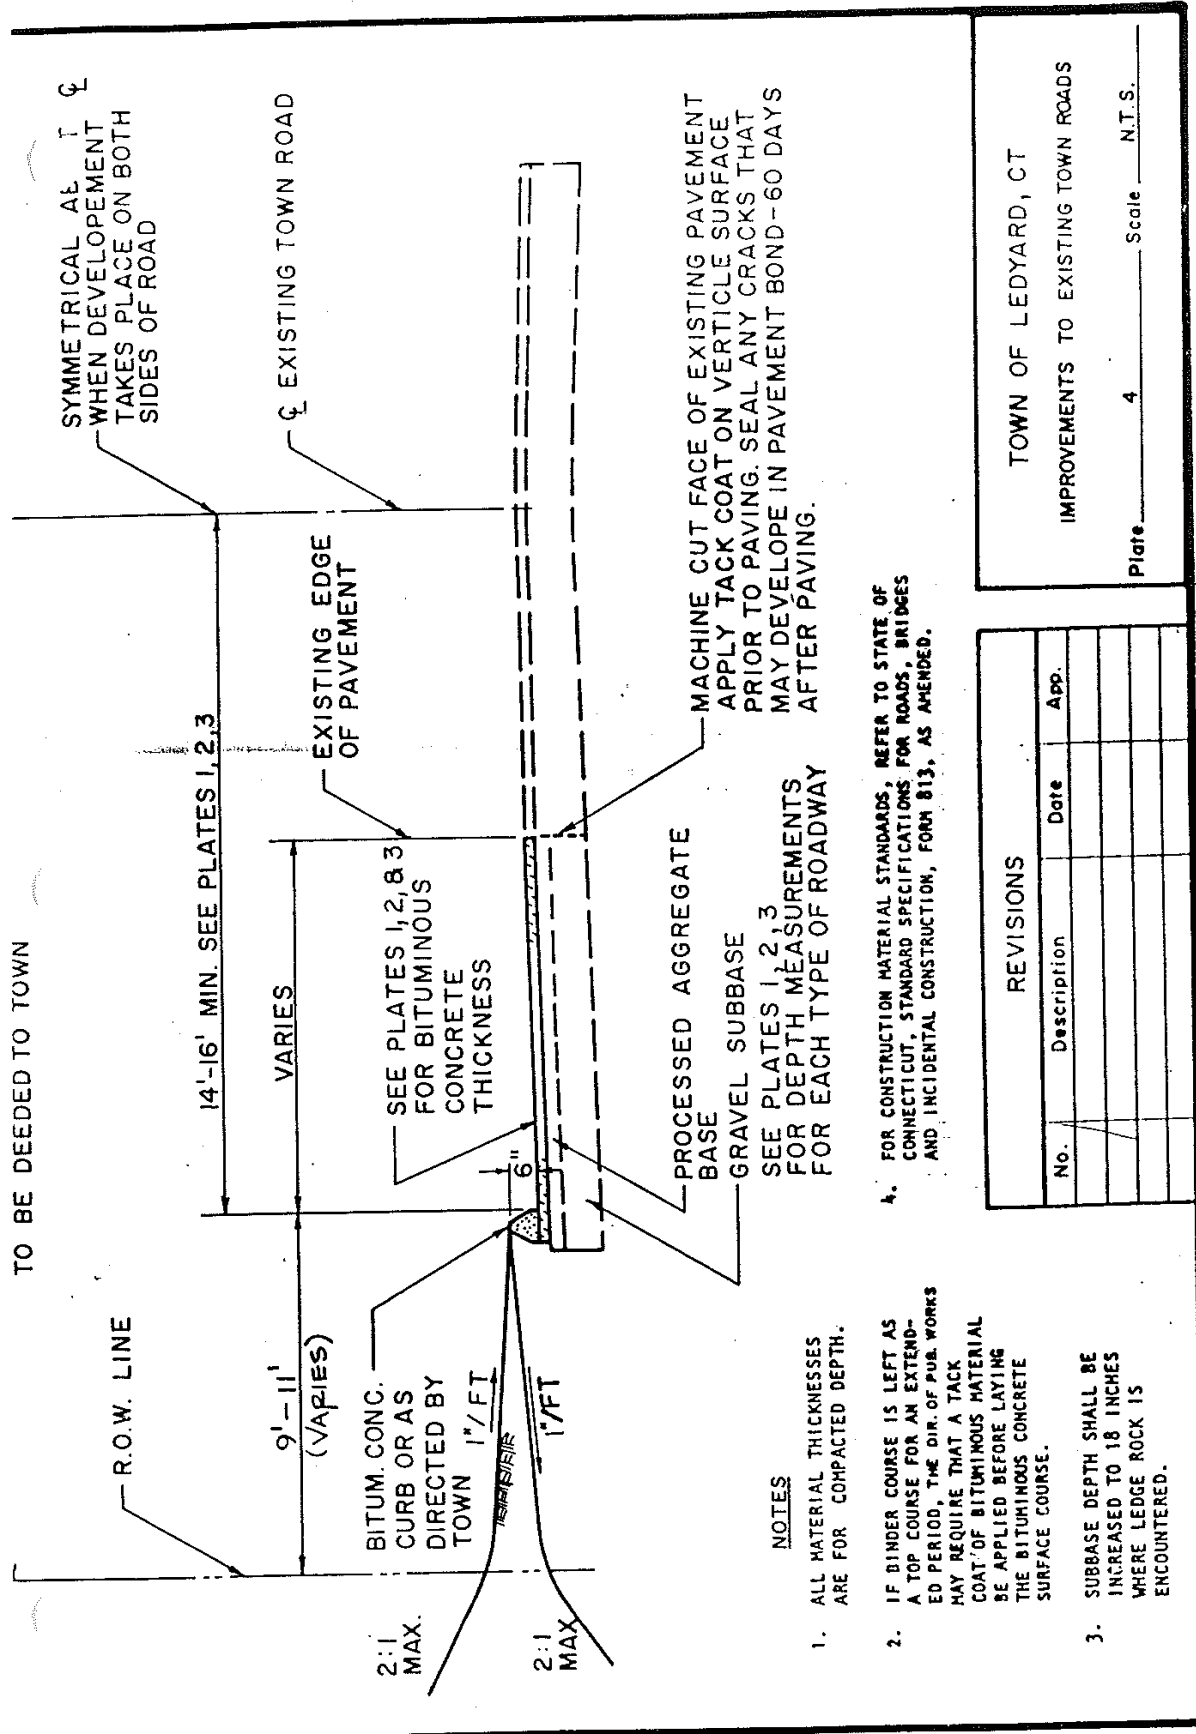 TO BE DEEDED TO TOWN
R.O.W. LINE
14'-16' MIN. SEE PLATES 1,2,3
SYMMETRICAL
WHEN DEVELOPEMENT
TAKES PLACE ON BOTH
SIDES OF ROAD
9'-11'
(VARIES)
VARIES
EXISTING EDGE
OF PAVEMENT
℄ EXISTING TOWN ROAD
2:1
MAX.
BITUM. CONC.
CURB OR AS
DIRECTED BY
TOWN
1"/FT
1"/FT
2:1
MAX
SEE PLATES 1,2,&3
FOR BITUMINOUS
CONCRETE
THICKNESS
6"
PROCESSED AGGREGATE
BASE
GRAVEL SUBBASE
SEE PLATES 1,2,3
FOR DEPTH MEASUREMENTS
FOR EACH TYPE OF ROADWAY
MACHINE CUT FACE OF EXISTING PAVEMENT
APPLY TACK COAT ON VERTICLE SURFACE
PRIOR TO PAVING. SEAL ANY CRACKS THAT
MAY DEVELOPE IN PAVEMENT BOND-60 DAYS
AFTER PAVING.
NOTES
1. ALL MATERIAL THICKNESSES
ARE FOR COMPACTED DEPTH.
2. IF BINDER COURSE IS LEFT AS
A TOP COURSE FOR AN EXTEND-
ED PERIOD, THE DIR. OF PUB. WORKS
MAY REQUIRE THAT A TACK
COAT OF BITUMINOUS MATERIAL
BE APPLIED BEFORE LAYING
THE BITUMINOUS CONCRETE
SURFACE COURSE.
3. SUBBASE DEPTH SHALL BE
INCREASED TO 18 INCHES
WHERE LEDGE ROCK IS
ENCOUNTERED.
4. FOR CONSTRUCTION MATERIAL STANDARDS, REFER TO STATE OF
CONNECTICUT, STANDARD SPECIFICATIONS FOR ROADS, BRIDGES
AND INCIDENTAL CONSTRUCTION, FORM 813, AS AMENDED.
REVISIONS
No. Description Date App.
TOWN OF LEDYARD, CT
IMPROVEMENTS TO EXISTING TOWN ROADS
Plate 4 Scale N.T.S.